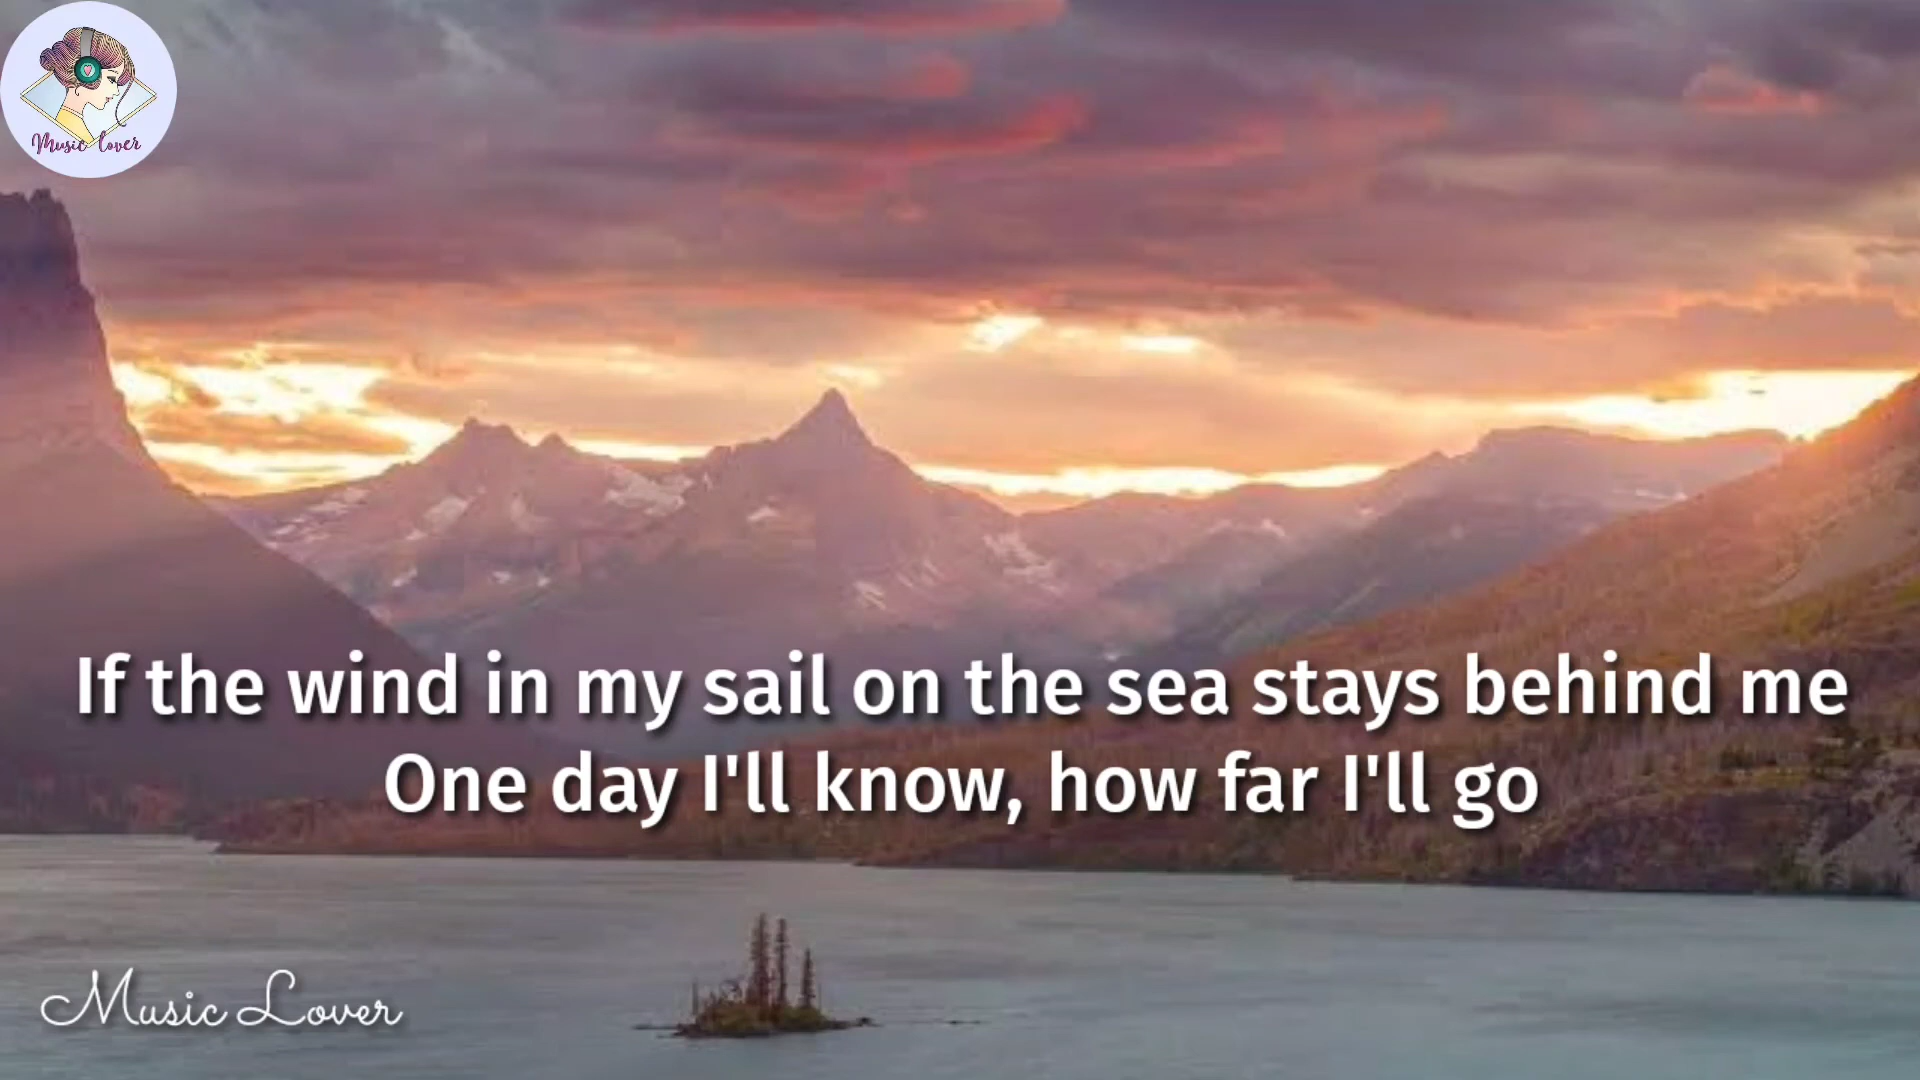 Music Lover
If the wind in my sail on the sea stays behind me
One day I'll know, how far I'll go
Music Lover